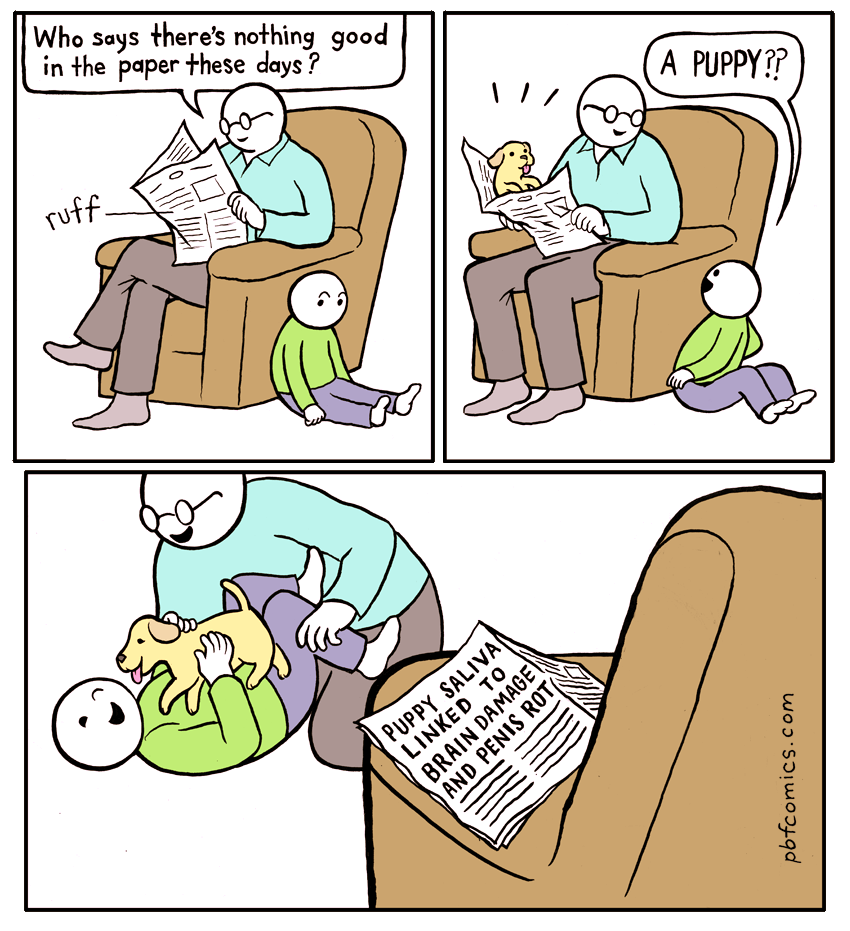 Who says there's nothing good
in the paper these days?
ruff
A PUPPY??
PUPPY SALIVA
LINKED TO
BRAIN DAMAGE
AND PENIS ROT
pbfcomics.com